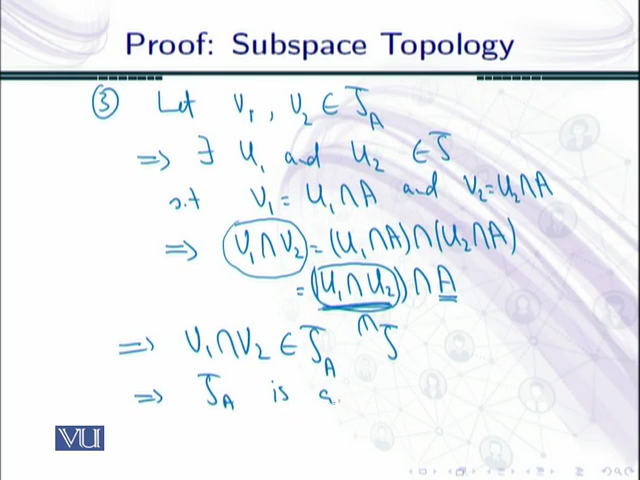 Proof: Subspace Topology
③ Let V₁, V₂ ∈ J_A
⇒ ∃ U₁ and U₂ ∈ J
s.t V₁ = U₁∩A and V₂=U₂∩A
⇒ V₁∩V₂ = (U₁∩A)∩(U₂∩A)
= (U₁∩U₂)∩A
⇒ V₁∩V₂ ∈ J_A ∩ J
⇒ J_A is a
VU